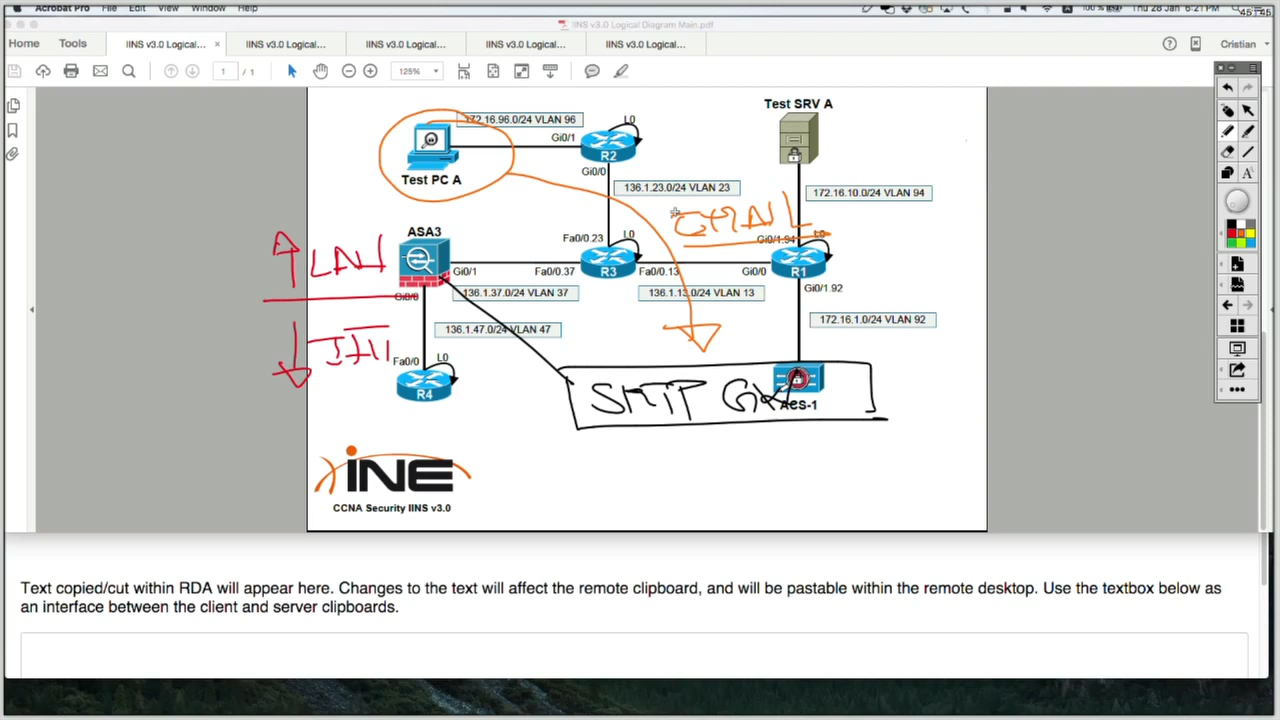 Acrobat Pro File Edit View Window Help
100 % Thu 28 Jan 6:21 PM
45:45
IINS v3.0 Logical Diagram Main.pdf
Home Tools IINS v3.0 Logical... × IINS v3.0 Logical... IINS v3.0 Logical... IINS v3.0 Logical... IINS v3.0 Logical... Cristian
1 / 1 125%
Test SRV A
172.16.96.0/24 VLAN 96
L0
Gi0/1
R2
Test PC A
Gi0/0
136.1.23.0/24 VLAN 23
172.16.10.0/24 VLAN 94
EMAIL
ASA3
Fa0/0.23
L0
Gi0/1.94
L0
LAN
Gi0/1
Fa0/0.37
R3
Fa0/0.13
Gi0/0
R1
Gi0/0
136.1.37.0/24 VLAN 37
136.1.13.0/24 VLAN 13
Gi0/1.92
136.1.47.0/24 VLAN 47
172.16.1.0/24 VLAN 92
Fa0/0
L0
R4
SMTP GW
ACS-1
iNE
CCNA Security IINS v3.0
Text copied/cut within RDA will appear here. Changes to the text will affect the remote clipboard, and will be pastable within the remote desktop. Use the textbox below as
an interface between the client and server clipboards.